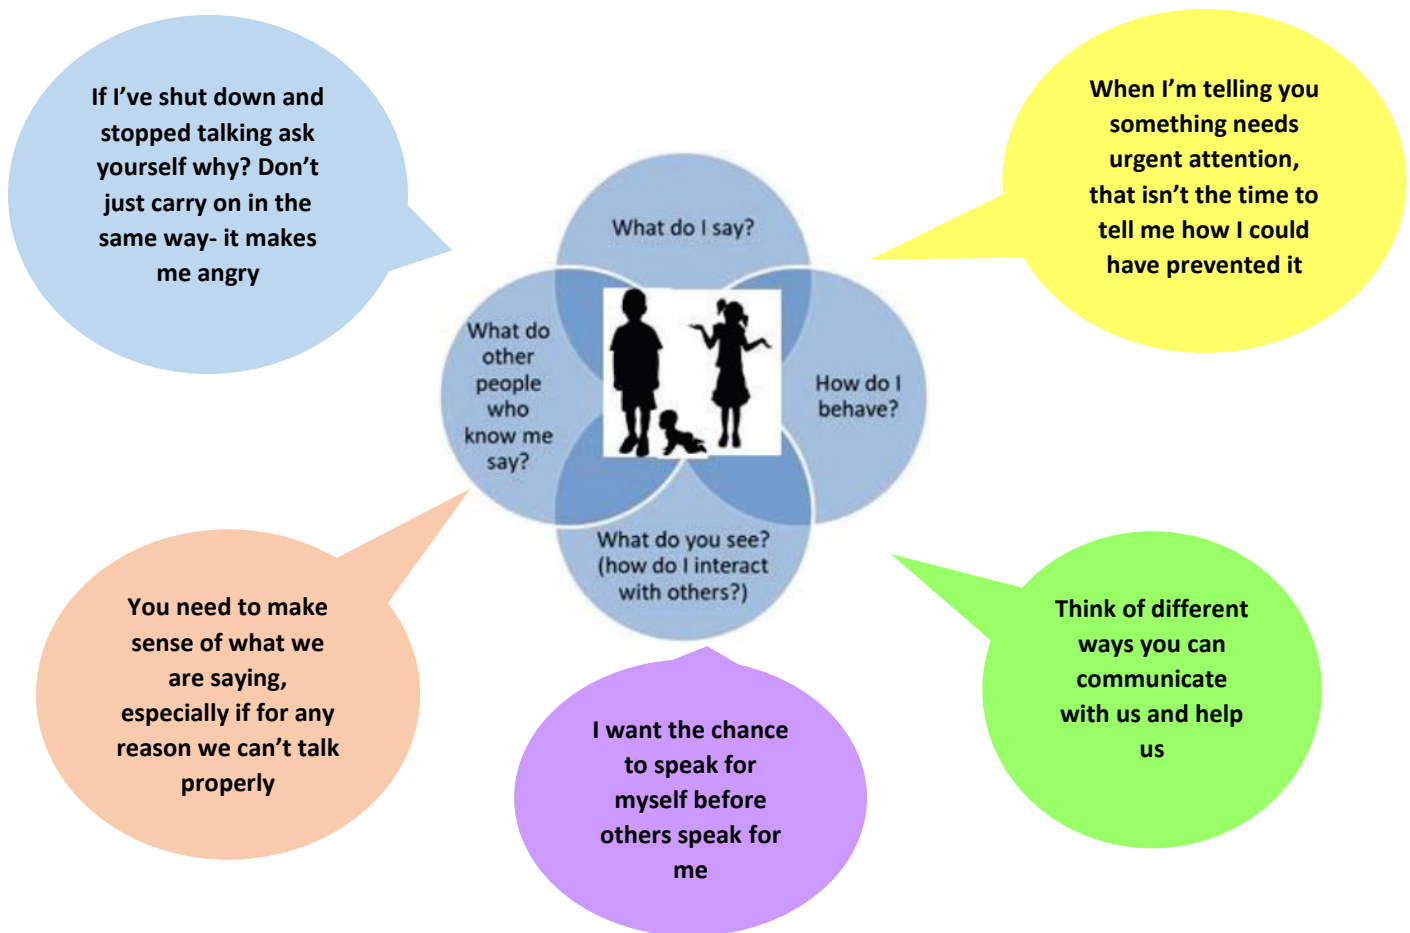 If I’ve shut down and
stopped talking ask
yourself why? Don’t
just carry on in the
same way- it makes
me angry
When I’m telling you
something needs
urgent attention,
that isn’t the time to
tell me how I could
have prevented it
What do I say?
What do
other
people
who
know me
say?
How do I
behave?
What do you see?
(how do I interact
with others?)
You need to make
sense of what we
are saying,
especially if for any
reason we can’t talk
properly
I want the chance
to speak for
myself before
others speak for
me
Think of different
ways you can
communicate
with us and help
us